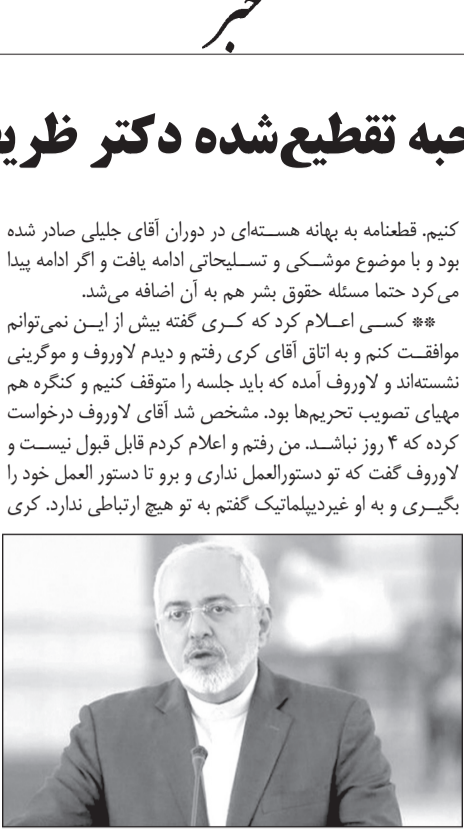 خبر
حبه تقطیع‌شده دکتر ظریف
کنیم. قطعنامه به بهانه هسته‌ای در دوران آقای جلیلی صادر شده
بود و با موضوع موشکی و تسلیحاتی ادامه یافت و اگر ادامه پیدا
می‌کرد حتما مسئله حقوق بشر هم به آن اضافه می‌شد.
** کسی اعلام کرد که کری گفته بیش از این نمی‌توانم
موافقت کنم و به اتاق آقای کری رفتم و دیدم لاوروف و موگرینی
نشسته‌اند و لاوروف آمده که باید جلسه را متوقف کنیم و کنگره هم
مهیای تصویب تحریم‌ها بود. مشخص شد آقای لاوروف درخواست
کرده که ۴ روز نباشد. من رفتم و اعلام کردم قابل قبول نیست و
لاوروف گفت که تو دستورالعمل نداری و برو تا دستور العمل خود را
بگیری و به او غیردیپلماتیک گفتم به تو هیچ ارتباطی ندارد. کری